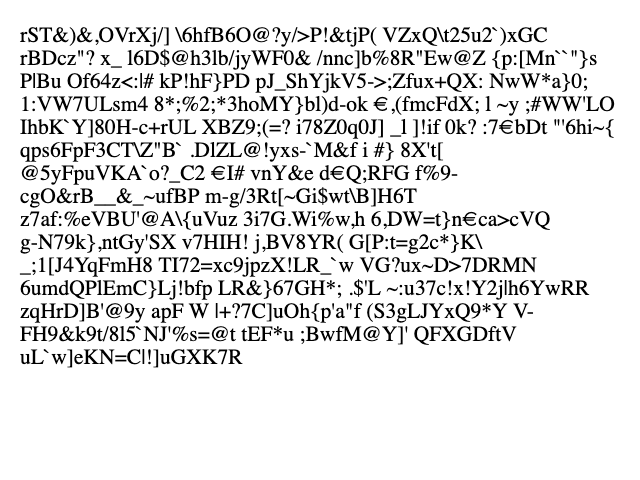 rST&)&,OVrXj/] \6hfB6O@?y/>P!&tjP( VZxQ\t25u2`)xGC
rBDcz"? x_ l6D$@h3lb/jyWF0& /nnc]b%8R"Ew@Z {p:[Mn``"}s
P|Bu Of64z<:|# kP!hF}PD pJ_ShYjkV5->;Zfux+QX: NwW*a}0;
1:VW7ULsm4 8*;%2;*3hoMY}bl)d-ok €,(fmcFdX; l ~y ;#WW'LO
IhbK`Y]80H-c+rUL XBZ9;(=? i78Z0q0J] _l ]!if 0k? :7€bDt "'6hi~{
qps6FpF3CT\Z"B` .DlZL@!yxs-`M&f i #} 8X't[
@5yFpuVKA`o?_C2 €I# vnY&e d€Q;RFG f%9-
cgO&rB__&_~ufBP m-g/3Rt[~Gi$wt\B]H6T
z7af:%eVBU'@A\{uVuz 3i7G.Wi%w,h 6,DW=t}n€ca>cVQ
g-N79k},ntGy'SX v7HIH! j,BV8YR( G[P:t=g2c*}K\
_;1[J4YqFmH8 TI72=xc9jpzX!LR_`w VG?ux~D>7DRMN
6umdQPlEmC}Lj!bfp LR&}67GH*; .$'L ~:u37c!x!Y2j|h6YwRR
zqHrD]B'@9y apF W |+?7C]uOh{p'a"f (S3gLJYxQ9*Y V-
FH9&k9t/8l5`NJ'%s=@t tEF*u ;BwfM@Y]' QFXGDftV
uL`w]eKN=C|!]uGXK7R